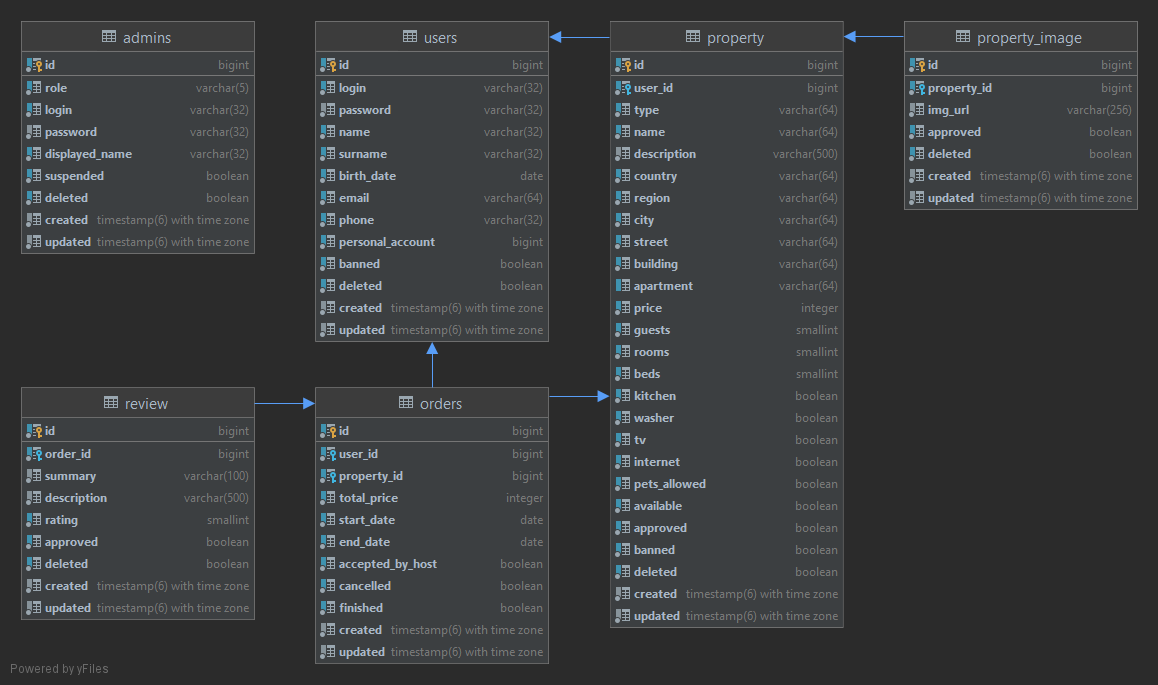 admins
id bigint
role varchar(5)
login varchar(32)
password varchar(32)
displayed_name varchar(32)
suspended boolean
deleted boolean
created timestamp(6) with time zone
updated timestamp(6) with time zone
users
id bigint
login varchar(32)
password varchar(32)
name varchar(32)
surname varchar(32)
birth_date date
email varchar(64)
phone varchar(32)
personal_account bigint
banned boolean
deleted boolean
created timestamp(6) with time zone
updated timestamp(6) with time zone
property
id bigint
user_id bigint
type varchar(64)
name varchar(64)
description varchar(500)
country varchar(64)
region varchar(64)
city varchar(64)
street varchar(64)
building varchar(64)
apartment varchar(64)
price integer
guests smallint
rooms smallint
beds smallint
kitchen boolean
washer boolean
tv boolean
internet boolean
pets_allowed boolean
available boolean
approved boolean
banned boolean
deleted boolean
created timestamp(6) with time zone
updated timestamp(6) with time zone
property_image
id bigint
property_id bigint
img_url varchar(256)
approved boolean
deleted boolean
created timestamp(6) with time zone
updated timestamp(6) with time zone
review
id bigint
order_id bigint
summary varchar(100)
description varchar(500)
rating smallint
approved boolean
deleted boolean
created timestamp(6) with time zone
updated timestamp(6) with time zone
orders
id bigint
user_id bigint
property_id bigint
total_price integer
start_date date
end_date date
accepted_by_host boolean
cancelled boolean
finished boolean
created timestamp(6) with time zone
updated timestamp(6) with time zone
Powered by yFiles